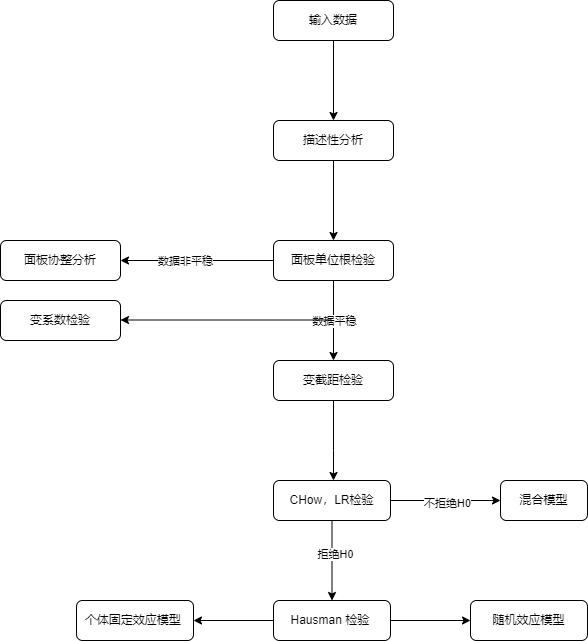 输入数据
描述性分析
面板协整分析
数据非平稳
面板单位根检验
变系数检验
数据平稳
变截距检验
CHow，LR检验
不拒绝H0
混合模型
拒绝H0
个体固定效应模型
Hausman 检验
随机效应模型